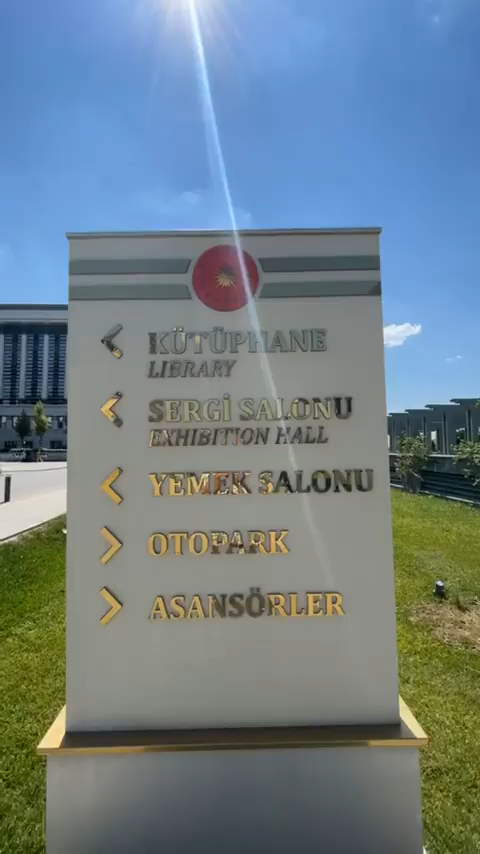 KÜTÜPHANE
LIBRARY
SERGİ SALONU
EXHIBITION HALL
YEMEK SALONU
OTOPARK
ASANSÖRLER